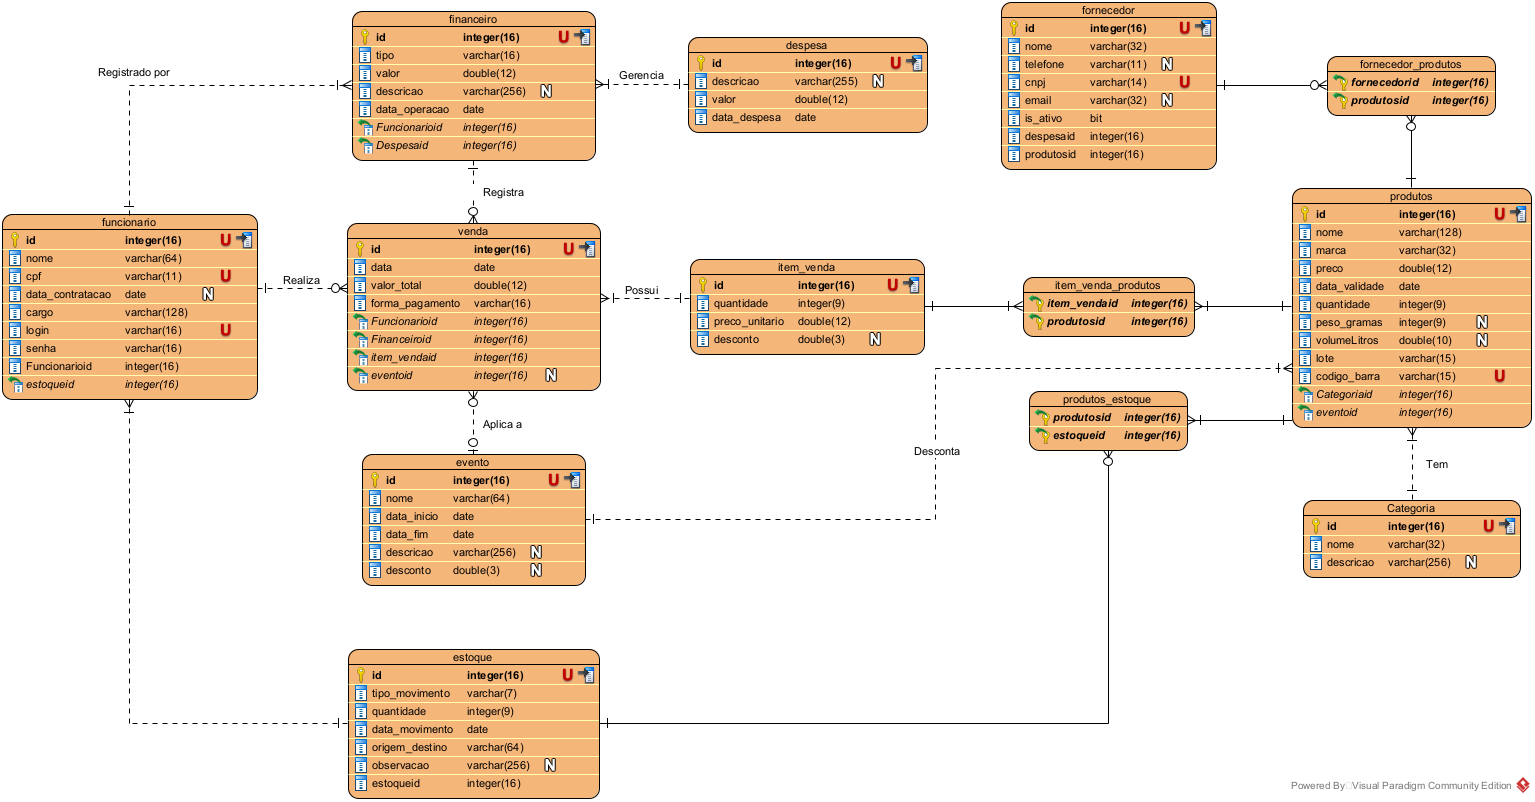 financeiro
id integer(16) U
tipo varchar(16)
valor double(12)
descricao varchar(256) N
data_operacao date
Funcionarioid integer(16)
Despesaid integer(16)
despesa
id integer(16) U
descricao varchar(255) N
valor double(12)
data_despesa date
fornecedor
id integer(16) U
nome varchar(32)
telefone varchar(11) N
cnpj varchar(14) U
email varchar(32) N
is_ativo bit
despesaid integer(16)
produtosid integer(16)
fornecedor_produtos
fornecedorid integer(16)
produtosid integer(16)
Registrado por
Gerencia
Registra
funcionario
id integer(16) U
nome varchar(64)
cpf varchar(11) U
data_contratacao date N
cargo varchar(128)
login varchar(16) U
senha varchar(16)
Funcionarioid integer(16)
estoqueid integer(16)
Realiza
venda
id integer(16) U
data date
valor_total double(12)
forma_pagamento varchar(16)
Funcionarioid integer(16)
Financeiroid integer(16)
item_vendaid integer(16)
eventoid integer(16) N
Possui
item_venda
id integer(16) U
quantidade integer(9)
preco_unitario double(12)
desconto double(3) N
item_venda_produtos
item_vendaid integer(16)
produtosid integer(16)
produtos
id integer(16) U
nome varchar(128)
marca varchar(32)
preco double(12)
data_validade date
quantidade integer(9)
peso_gramas integer(9) N
volumeLitros double(10) N
lote varchar(15)
codigo_barra varchar(15) U
Categoriaid integer(16)
eventoid integer(16)
produtos_estoque
produtosid integer(16)
estoqueid integer(16)
Aplica a
Desconta
Tem
evento
id integer(16) U
nome varchar(64)
data_inicio date
data_fim date
descricao varchar(256) N
desconto double(3) N
Categoria
id integer(16) U
nome varchar(32)
descricao varchar(256) N
estoque
id integer(16) U
tipo_movimento varchar(7)
quantidade integer(9)
data_movimento date
origem_destino varchar(64)
observacao varchar(256) N
estoqueid integer(16)
Powered By Visual Paradigm Community Edition